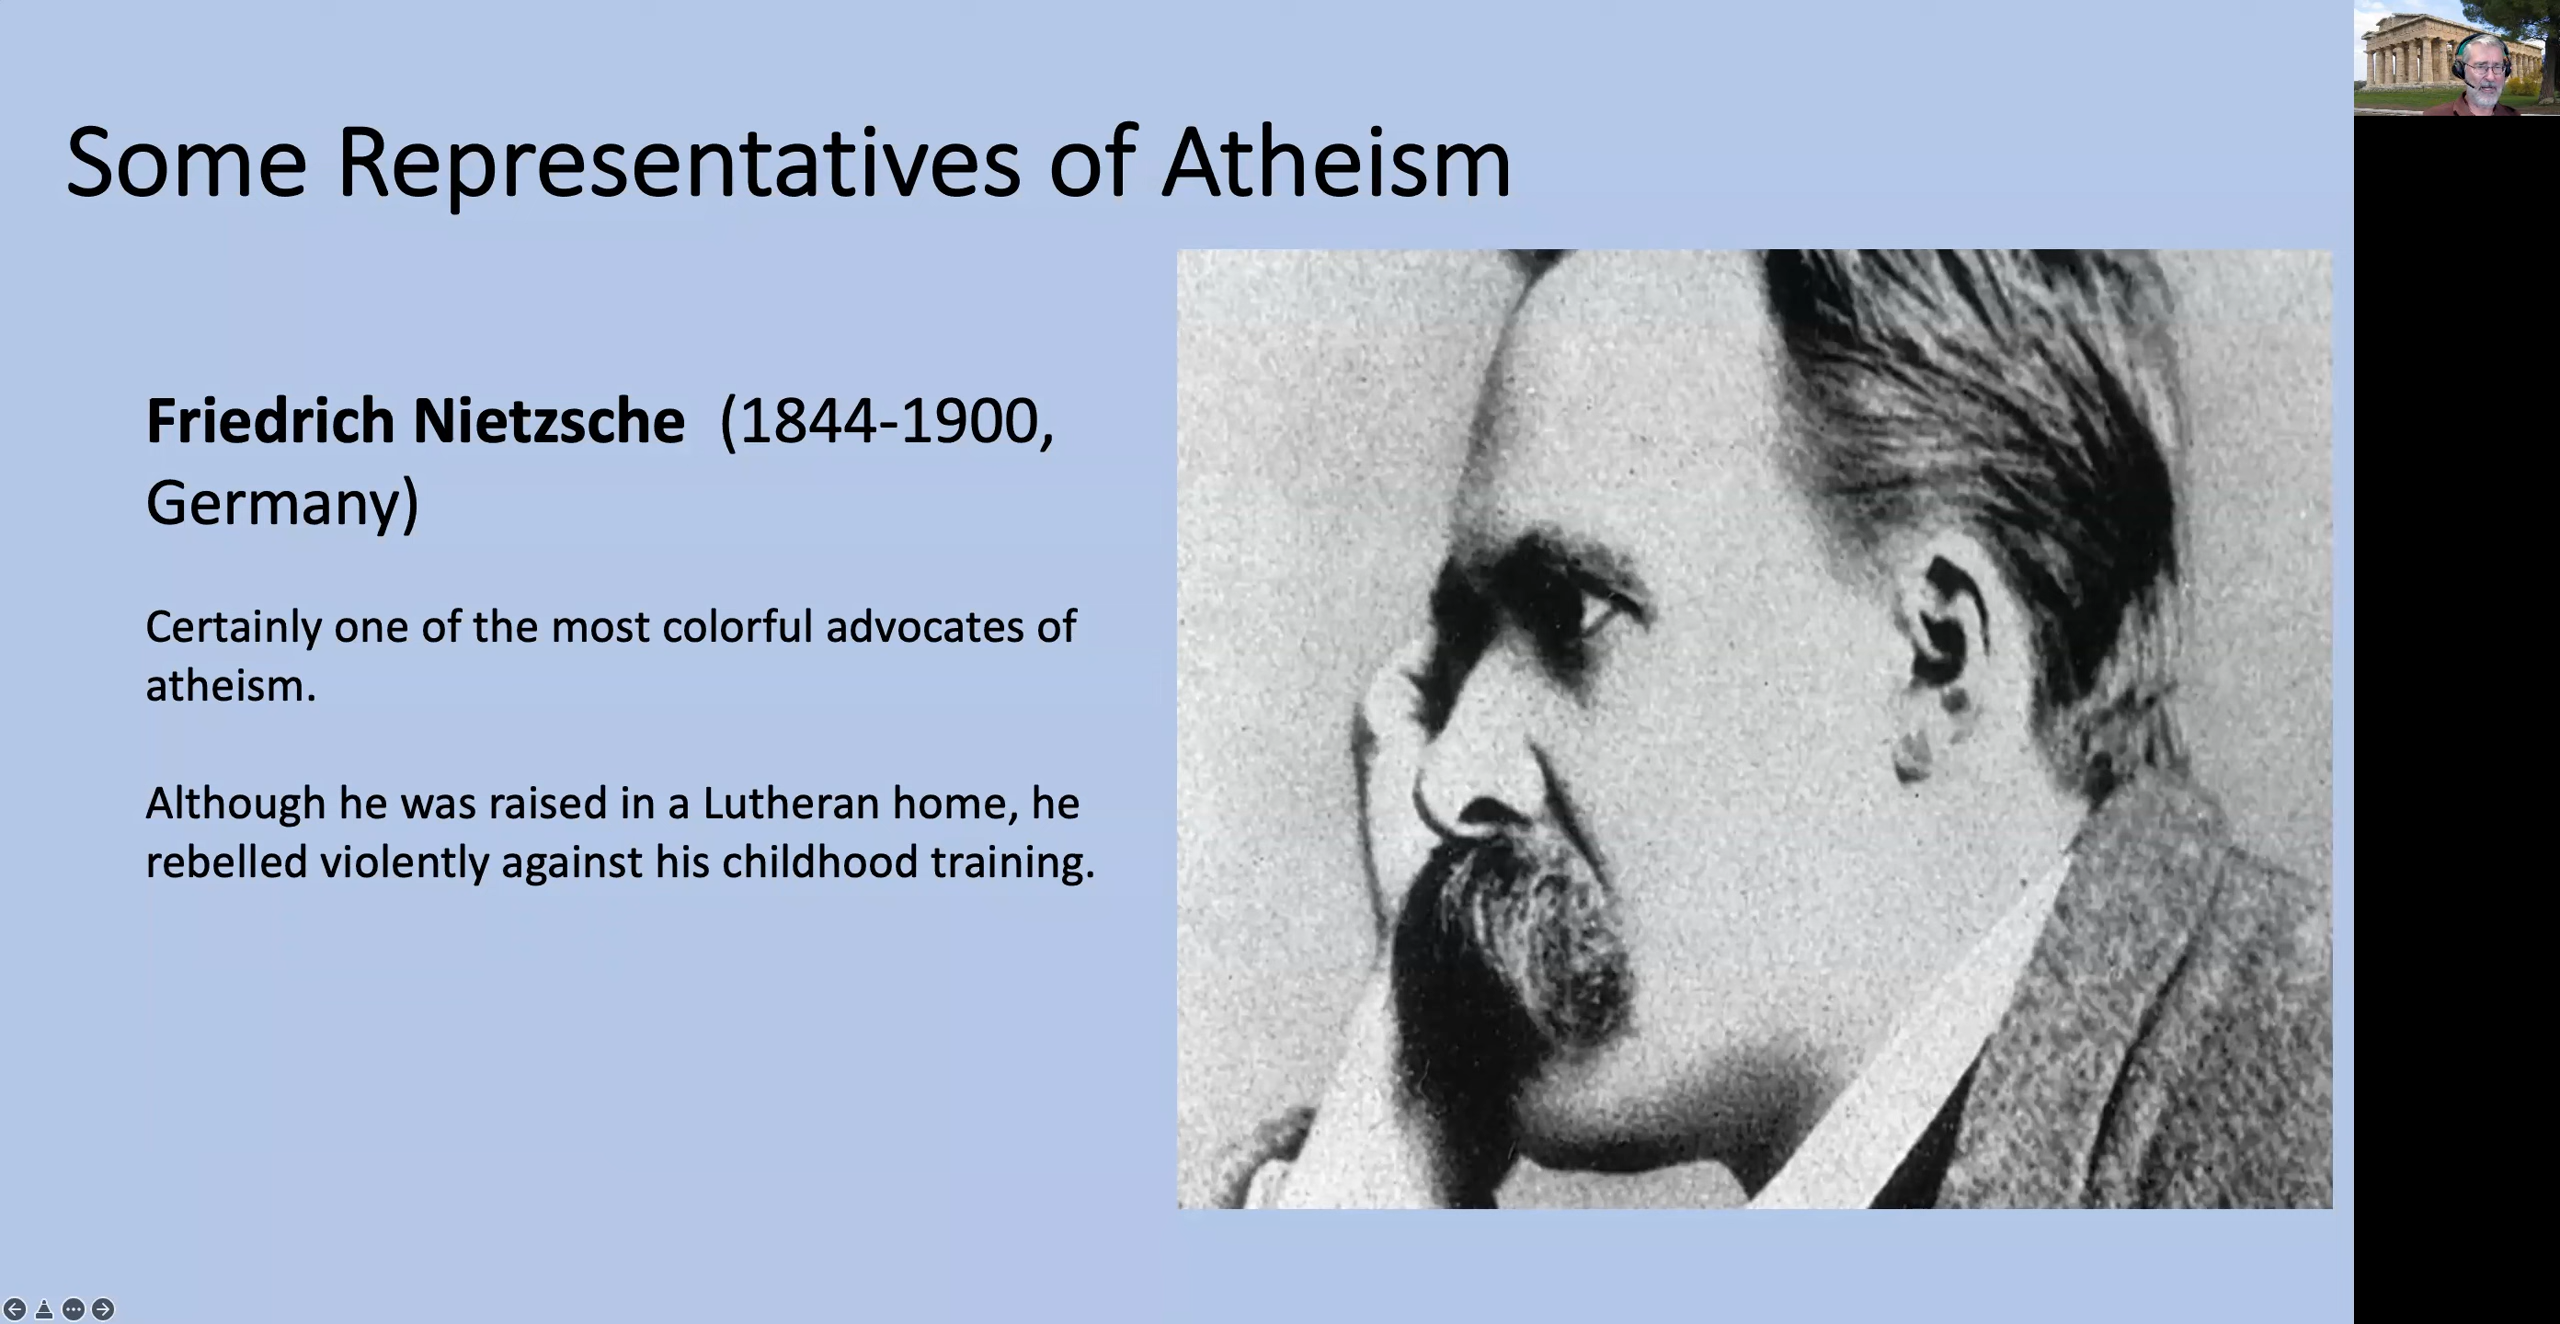 Some Representatives of Atheism
Friedrich Nietzsche (1844-1900,
Germany)
Certainly one of the most colorful advocates of
atheism.
Although he was raised in a Lutheran home, he
rebelled violently against his childhood training.